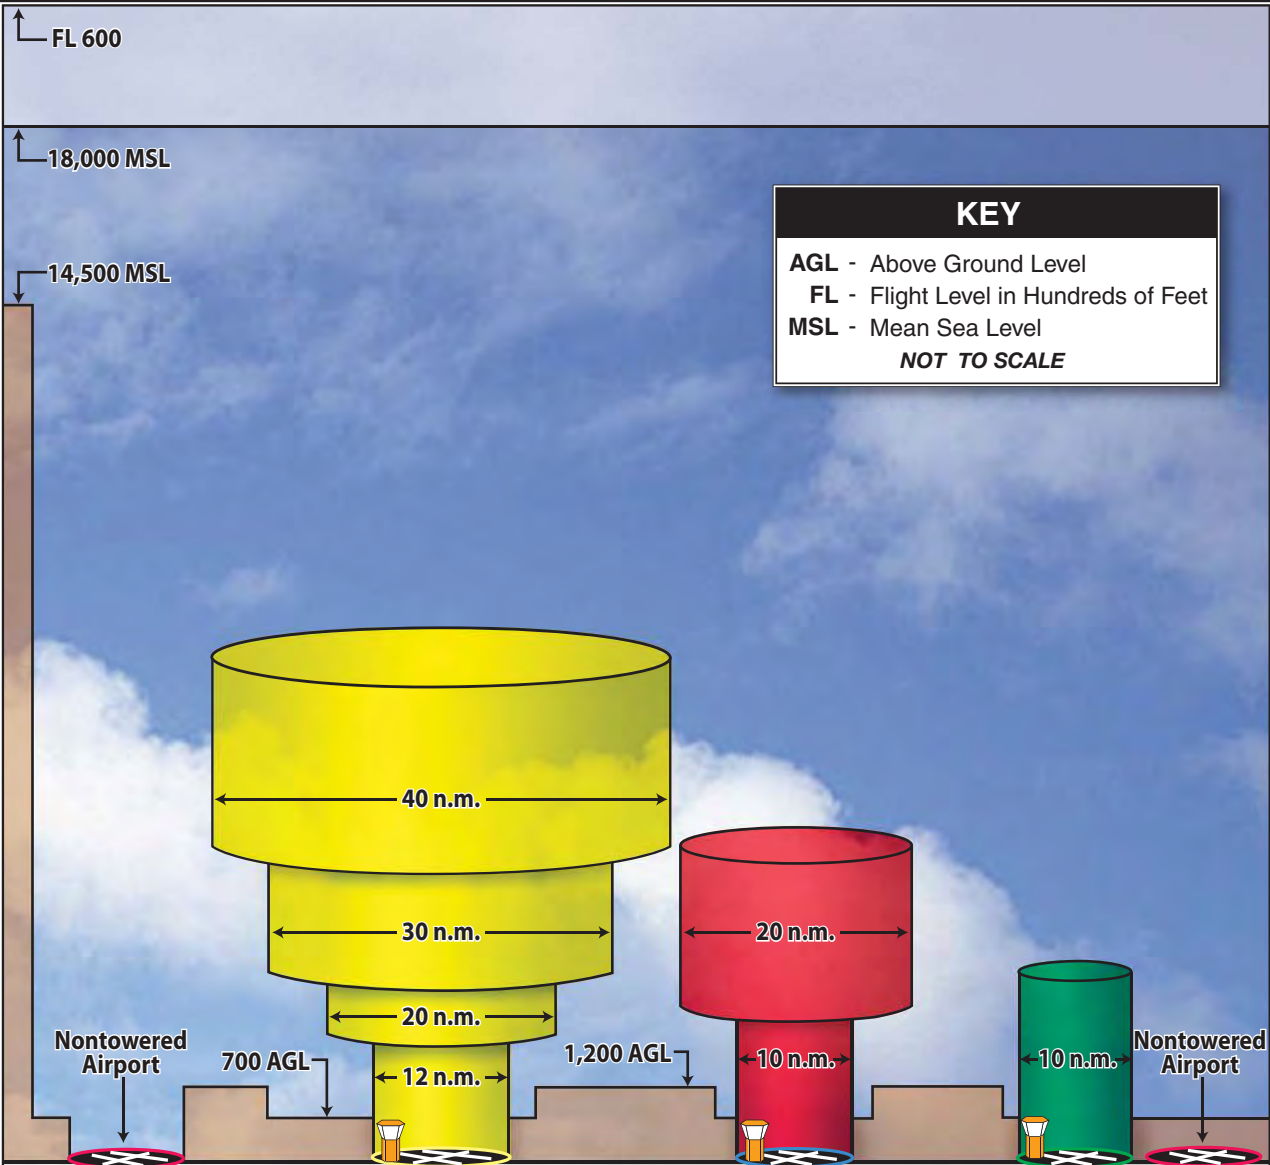 FL 600
18,000 MSL
14,500 MSL
KEY
AGL - Above Ground Level
FL - Flight Level in Hundreds of Feet
MSL - Mean Sea Level
NOT TO SCALE
40 n.m.
30 n.m.
20 n.m.
20 n.m.
Nontowered
Airport
700 AGL
12 n.m.
1,200 AGL
10 n.m.
10 n.m.
Nontowered
Airport